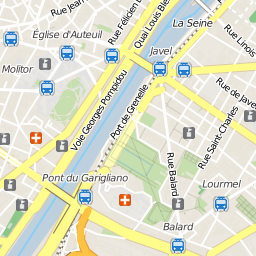 Rue Jean
Rue Félicien
Quai Louis Blé
La Seine
Église d'Auteuil
Javel
Rue Linois
Molitor
Voie Georges Pompidou
Port de Grenelle
Rue de Javel
Rue Saint-Charles
Rue Balard
Pont du Garigliano
Lourmel
Balard